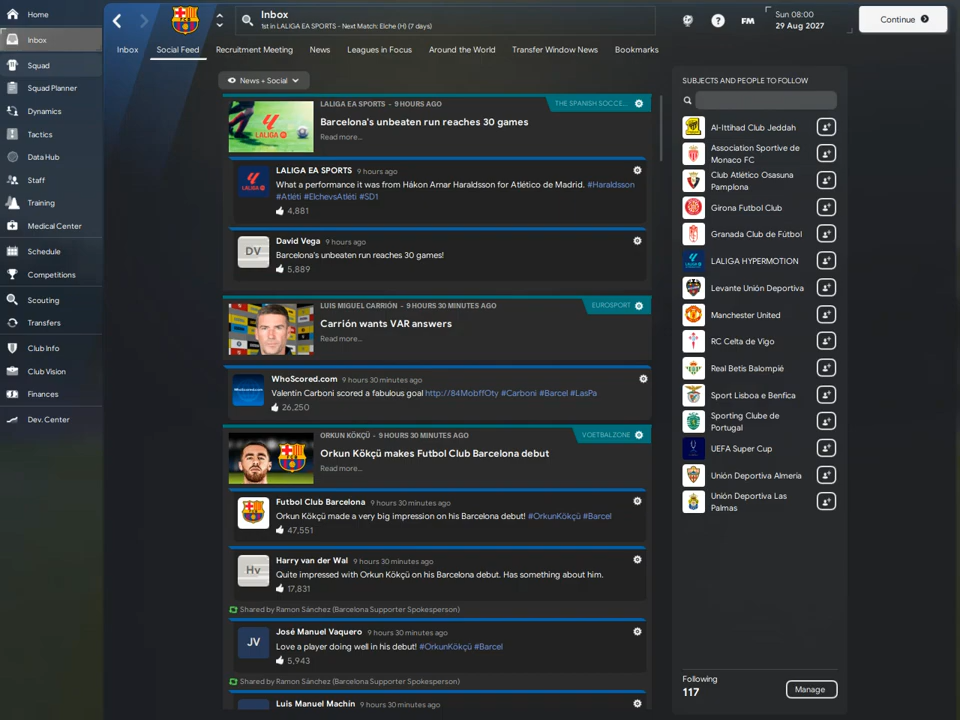 Home
Inbox
Squad
Squad Planner
Dynamics
Tactics
Data Hub
Staff
Training
Medical Center
Schedule
Competitions
Scouting
Transfers
Club Info
Club Vision
Finances
Dev. Center
Inbox
1st in LALIGA EA SPORTS - Next Match: Elche (H) (7 days)
?
FM
Sun 08:00
29 Aug 2027
Continue
Inbox
Social Feed
Recruitment Meeting
News
Leagues in Focus
Around the World
Transfer Window News
Bookmarks
News + Social
LALIGA EA SPORTS - 9 HOURS AGO
THE SPANISH SOCCE...
Barcelona's unbeaten run reaches 30 games
Read more...
LALIGA EA SPORTS 9 hours ago
What a performance it was from Hákon Arnar Haraldsson for Atlético de Madrid. #Haraldsson
#Atleti #ElchevsAtleti #SD1
4,881
DV
David Vega 9 hours ago
Barcelona's unbeaten run reaches 30 games!
5,889
LUIS MIGUEL CARRIÓN - 9 HOURS 30 MINUTES AGO
EUROSPORT
Carrión wants VAR answers
Read more...
WhoScored.com 9 hours 30 minutes ago
Valentín Carboni scored a fabulous goal http://84MobffOty #Carboni #Barcel #LasPa
26,250
ORKUN KÖKÇÜ - 9 HOURS 30 MINUTES AGO
VOETBALZONE
Orkun Kökçü makes Futbol Club Barcelona debut
Read more...
Futbol Club Barcelona 9 hours 30 minutes ago
Orkun Kökçü made a very big impression on his Barcelona debut! #OrkunKökçü #Barcel
47,551
Hv
Harry van der Wal 9 hours 30 minutes ago
Quite impressed with Orkun Kökçü on his Barcelona debut. Has something about him.
17,831
Shared by Ramon Sánchez (Barcelona Supporter Spokesperson)
JV
José Manuel Vaquero 9 hours 30 minutes ago
Love a player doing well in his debut! #OrkunKökçü #Barcel
5,943
Shared by Ramon Sánchez (Barcelona Supporter Spokesperson)
Luis Manuel Machín 9 hours 30 minutes ago
SUBJECTS AND PEOPLE TO FOLLOW
Al-Ittihad Club Jeddah
Association Sportive de
Monaco FC
Club Atlético Osasuna
Pamplona
Girona Futbol Club
Granada Club de Fútbol
LALIGA HYPERMOTION
Levante Unión Deportiva
Manchester United
RC Celta de Vigo
Real Betis Balompié
Sport Lisboa e Benfica
Sporting Clube de
Portugal
UEFA Super Cup
Unión Deportiva Almería
Unión Deportiva Las
Palmas
Following
117
Manage